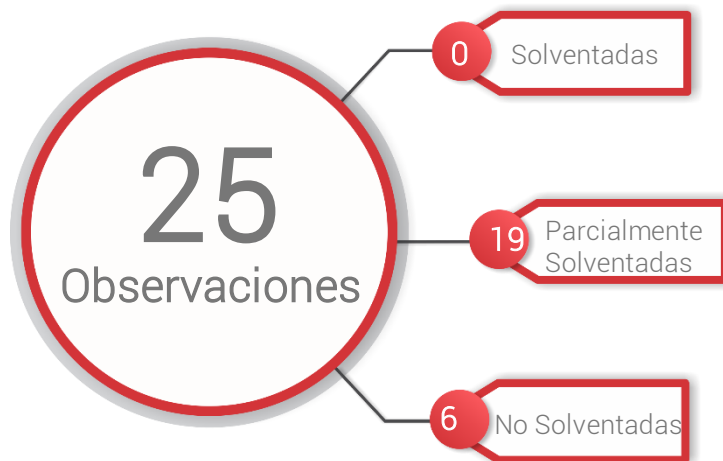 25
Observaciones
0
Solventadas
19
Parcialmente
Solventadas
6
No Solventadas